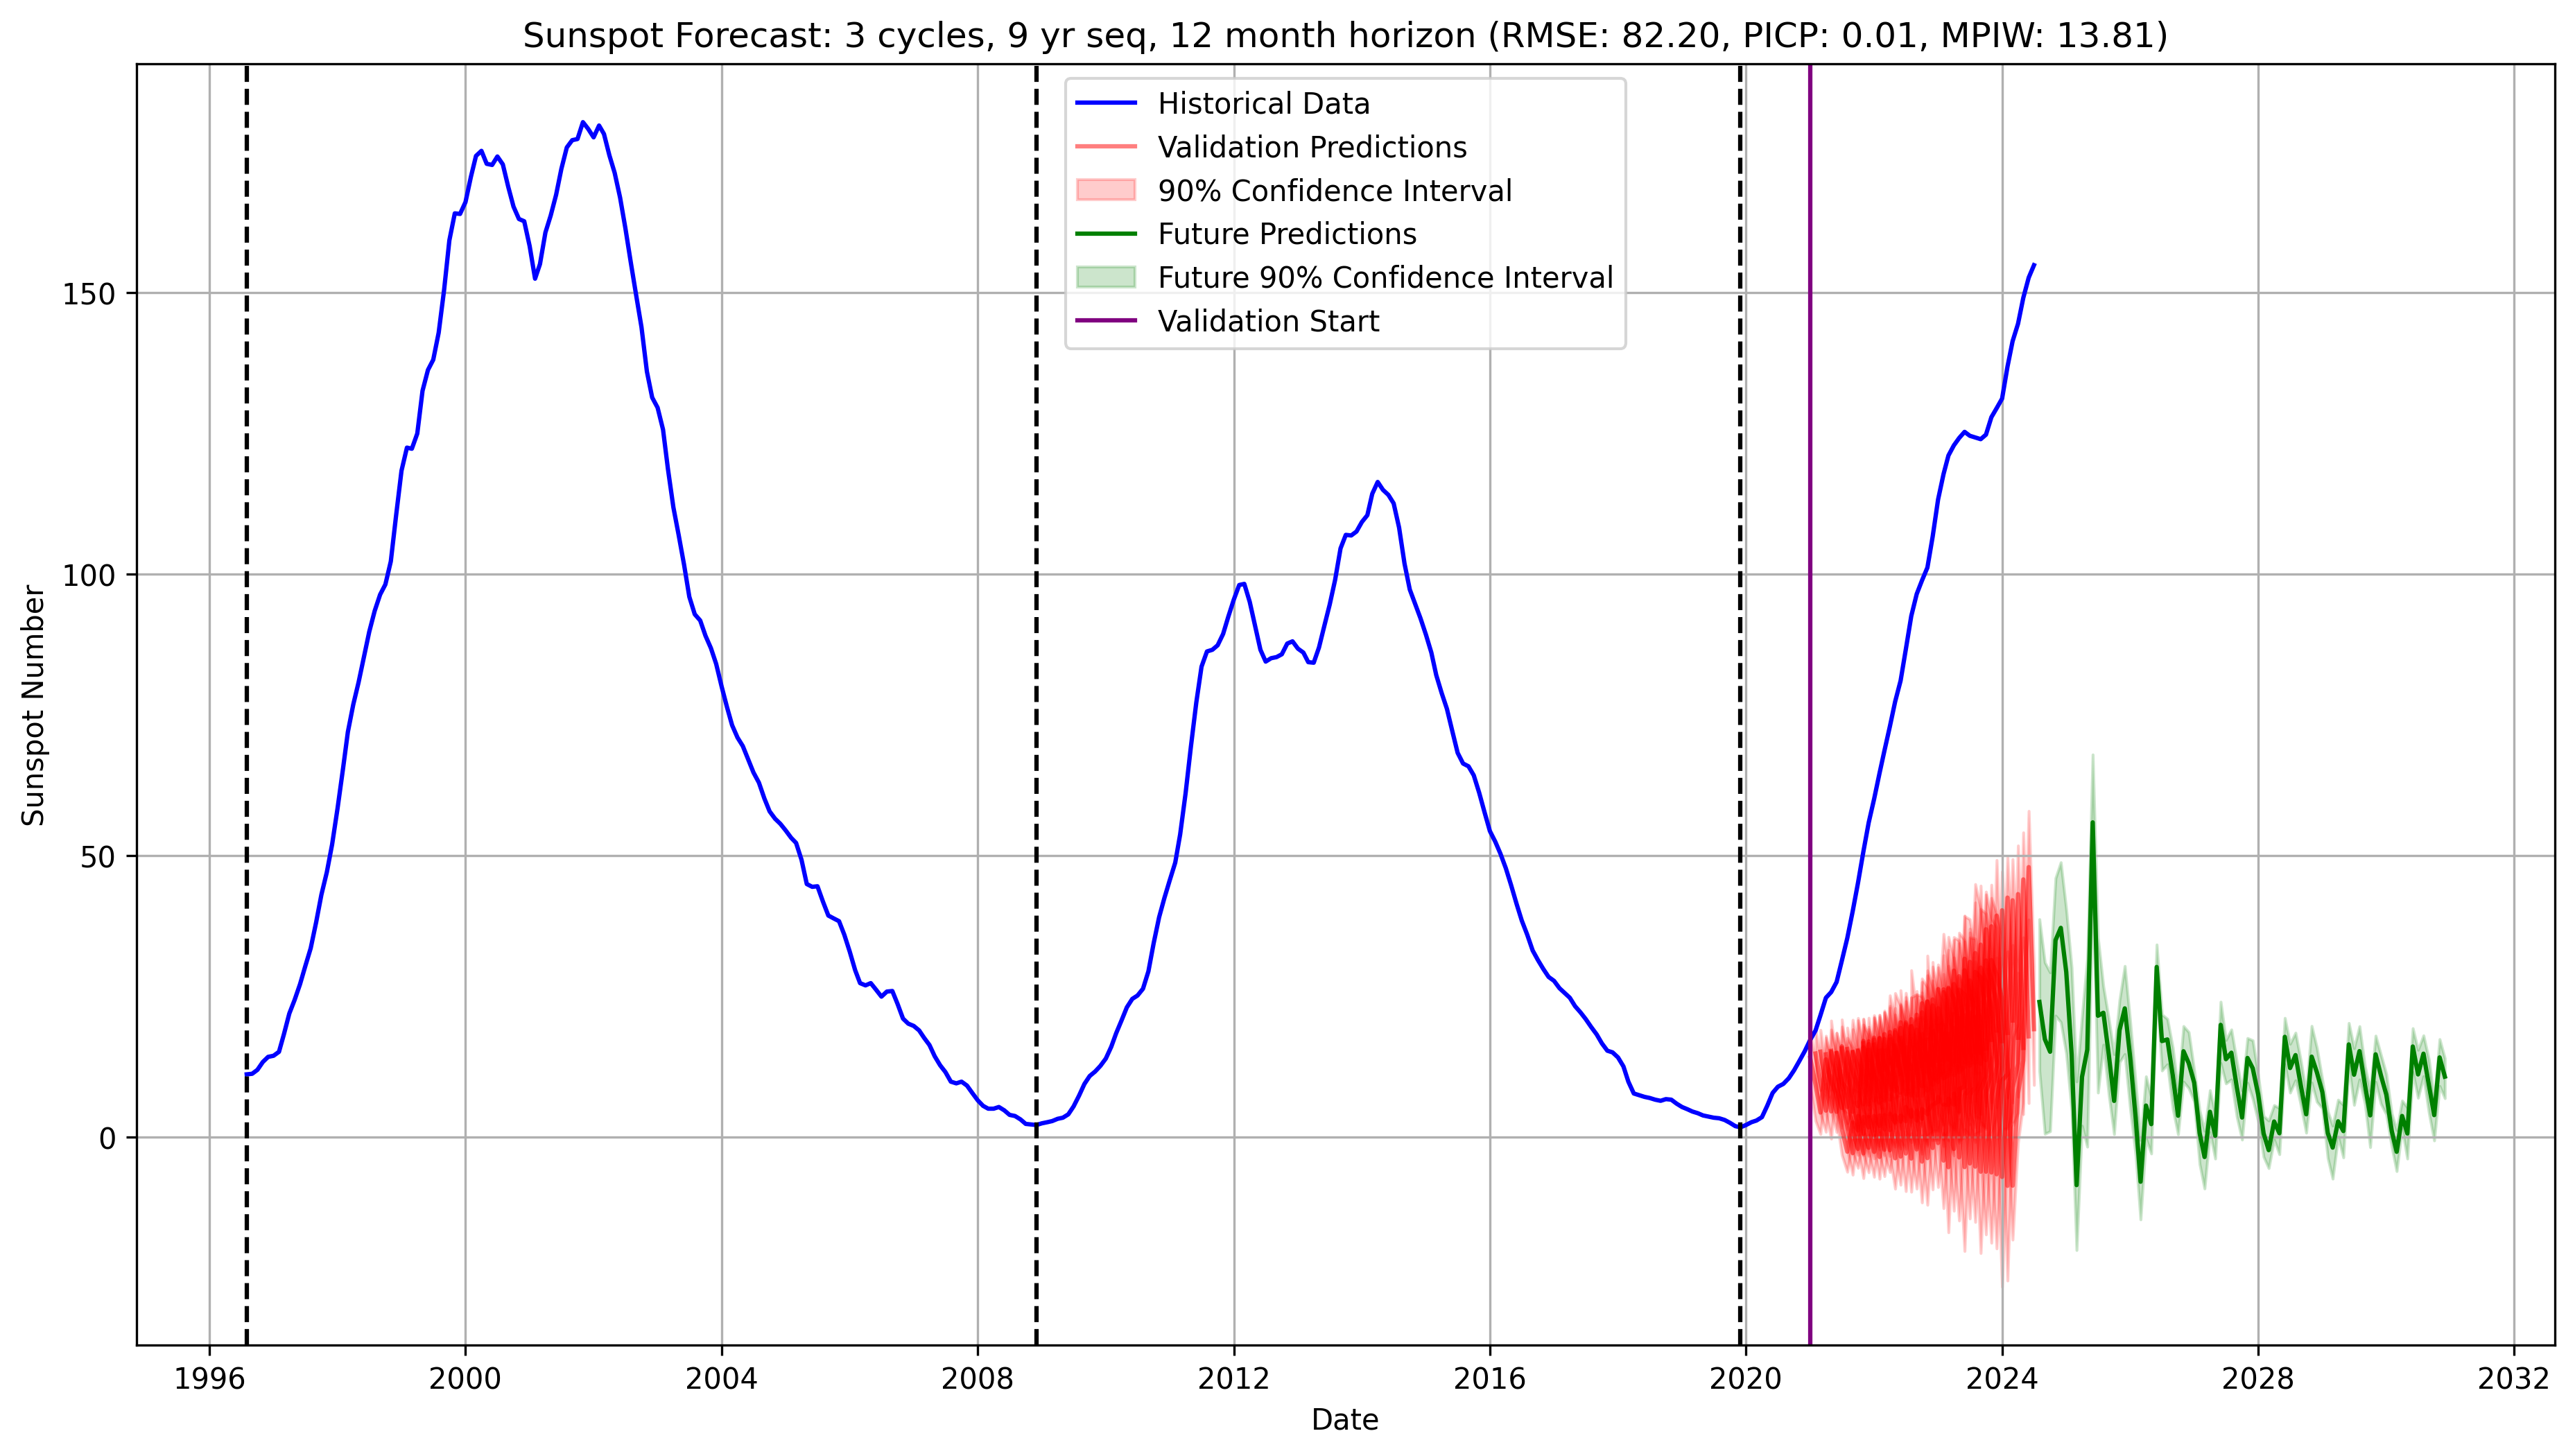 Sunspot Forecast: 3 cycles, 9 yr seq, 12 month horizon (RMSE: 82.20, PICP: 0.01, MPIW: 13.81)
Historical Data
Validation Predictions
90% Confidence Interval
Future Predictions
Future 90% Confidence Interval
Validation Start
Sunspot Number
150
100
50
0
1996 2000 2004 2008 2012 2016 2020 2024 2028 2032
Date